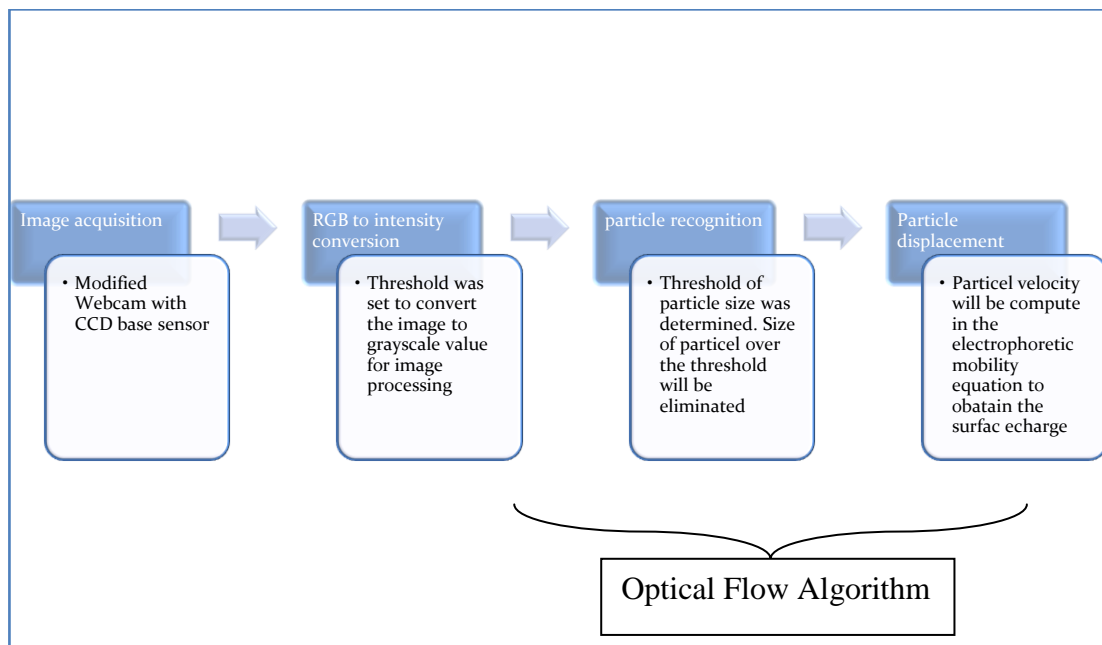 Image acquisition
• Modified
Webcam with
CCD base sensor
RGB to intensity
conversion
• Threshold was
set to convert
the image to
grayscale value
for image
processing
particle recognition
• Threshold of
particle size was
determined. Size
of particel over
the threshold
will be
eliminated
Particle
displacement
• Particel velocity
will be compute
in the
electrophoretic
mobility
equation to
obatain the
surfac echarge
Optical Flow Algorithm